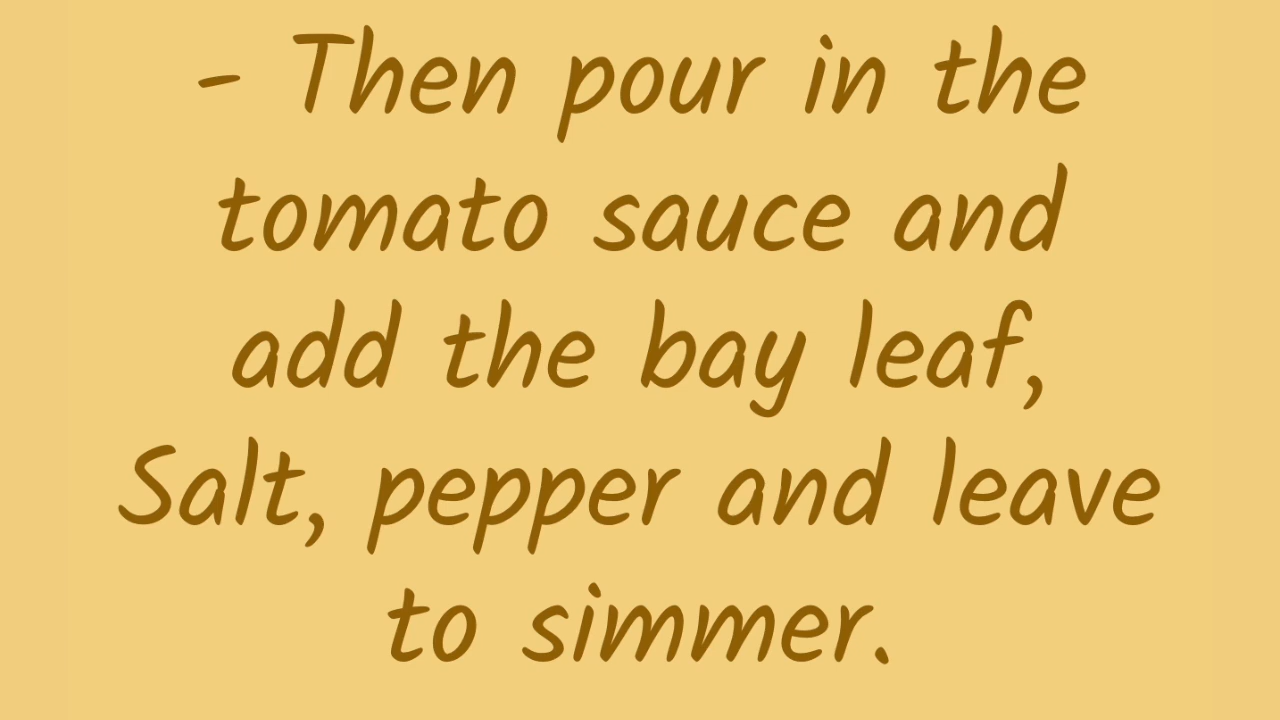 - Then pour in the
tomato sauce and
add the bay leaf,
Salt, pepper and leave
to simmer.